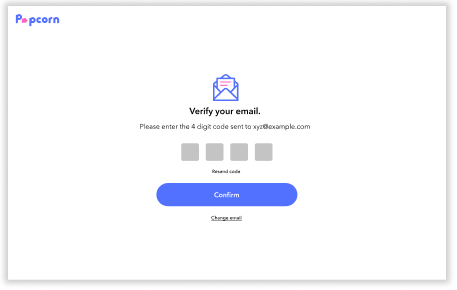 Popcorn
Verify your email.
Please enter the 4 digit code sent to xyz@example.com
Resend code
Confirm
Change email